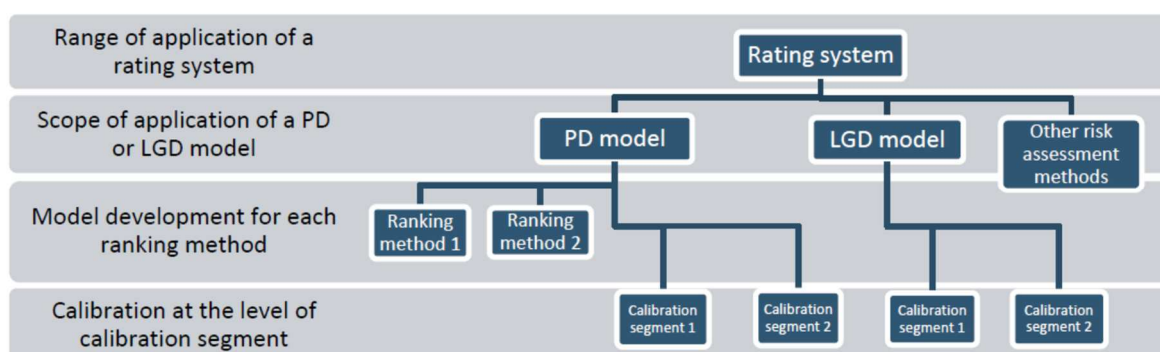 Range of application of a
rating system
Rating system
Scope of application of a PD
or LGD model
PD model
LGD model
Other risk
assessment
methods
Model development for each
ranking method
Ranking
method 1
Ranking
method 2
Calibration at the level of
calibration segment
Calibration
segment 1
Calibration
segment 2
Calibration
segment 1
Calibration
segment 2